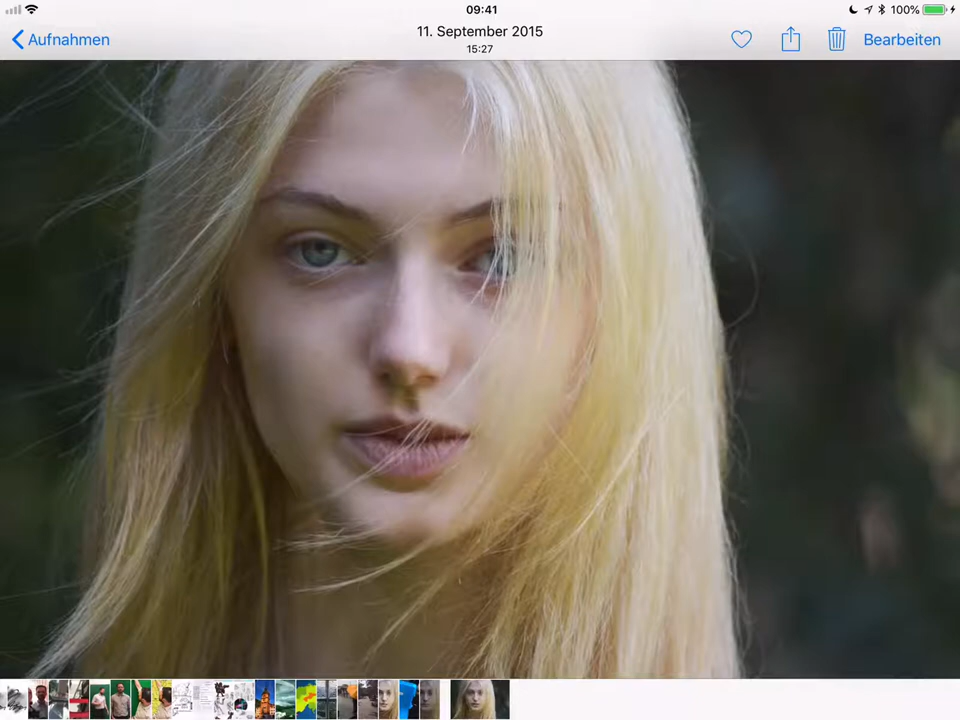 09:41
100%
Aufnahmen
11. September 2015
15:27
Bearbeiten